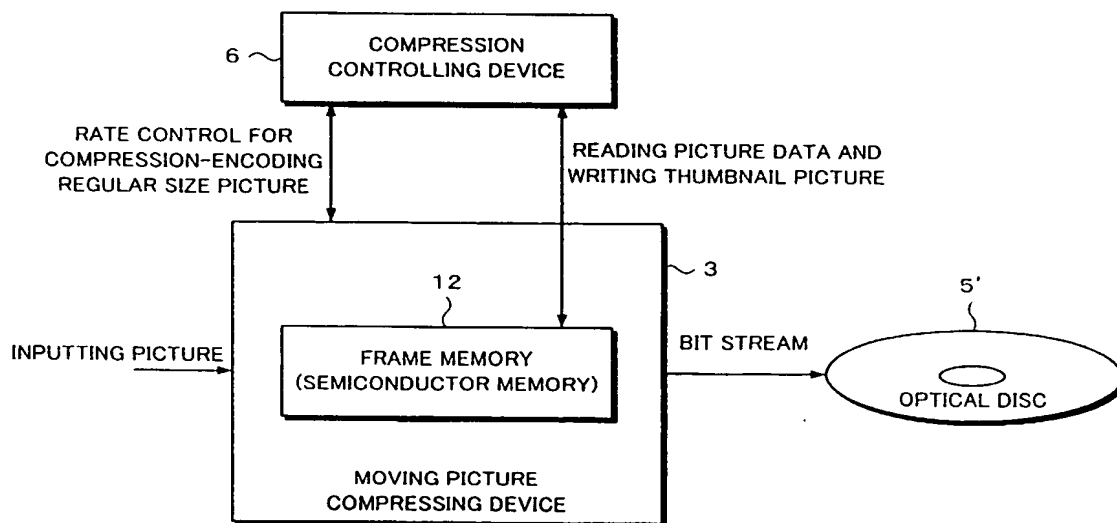 6
COMPRESSION
CONTROLLING DEVICE
RATE CONTROL FOR
COMPRESSION-ENCODING
REGULAR SIZE PICTURE
READING PICTURE DATA AND
WRITING THUMBNAIL PICTURE
3
12
5'
INPUTTING PICTURE
FRAME MEMORY
(SEMICONDUCTOR MEMORY)
BIT STREAM
OPTICAL DISC
MOVING PICTURE
COMPRESSING DEVICE